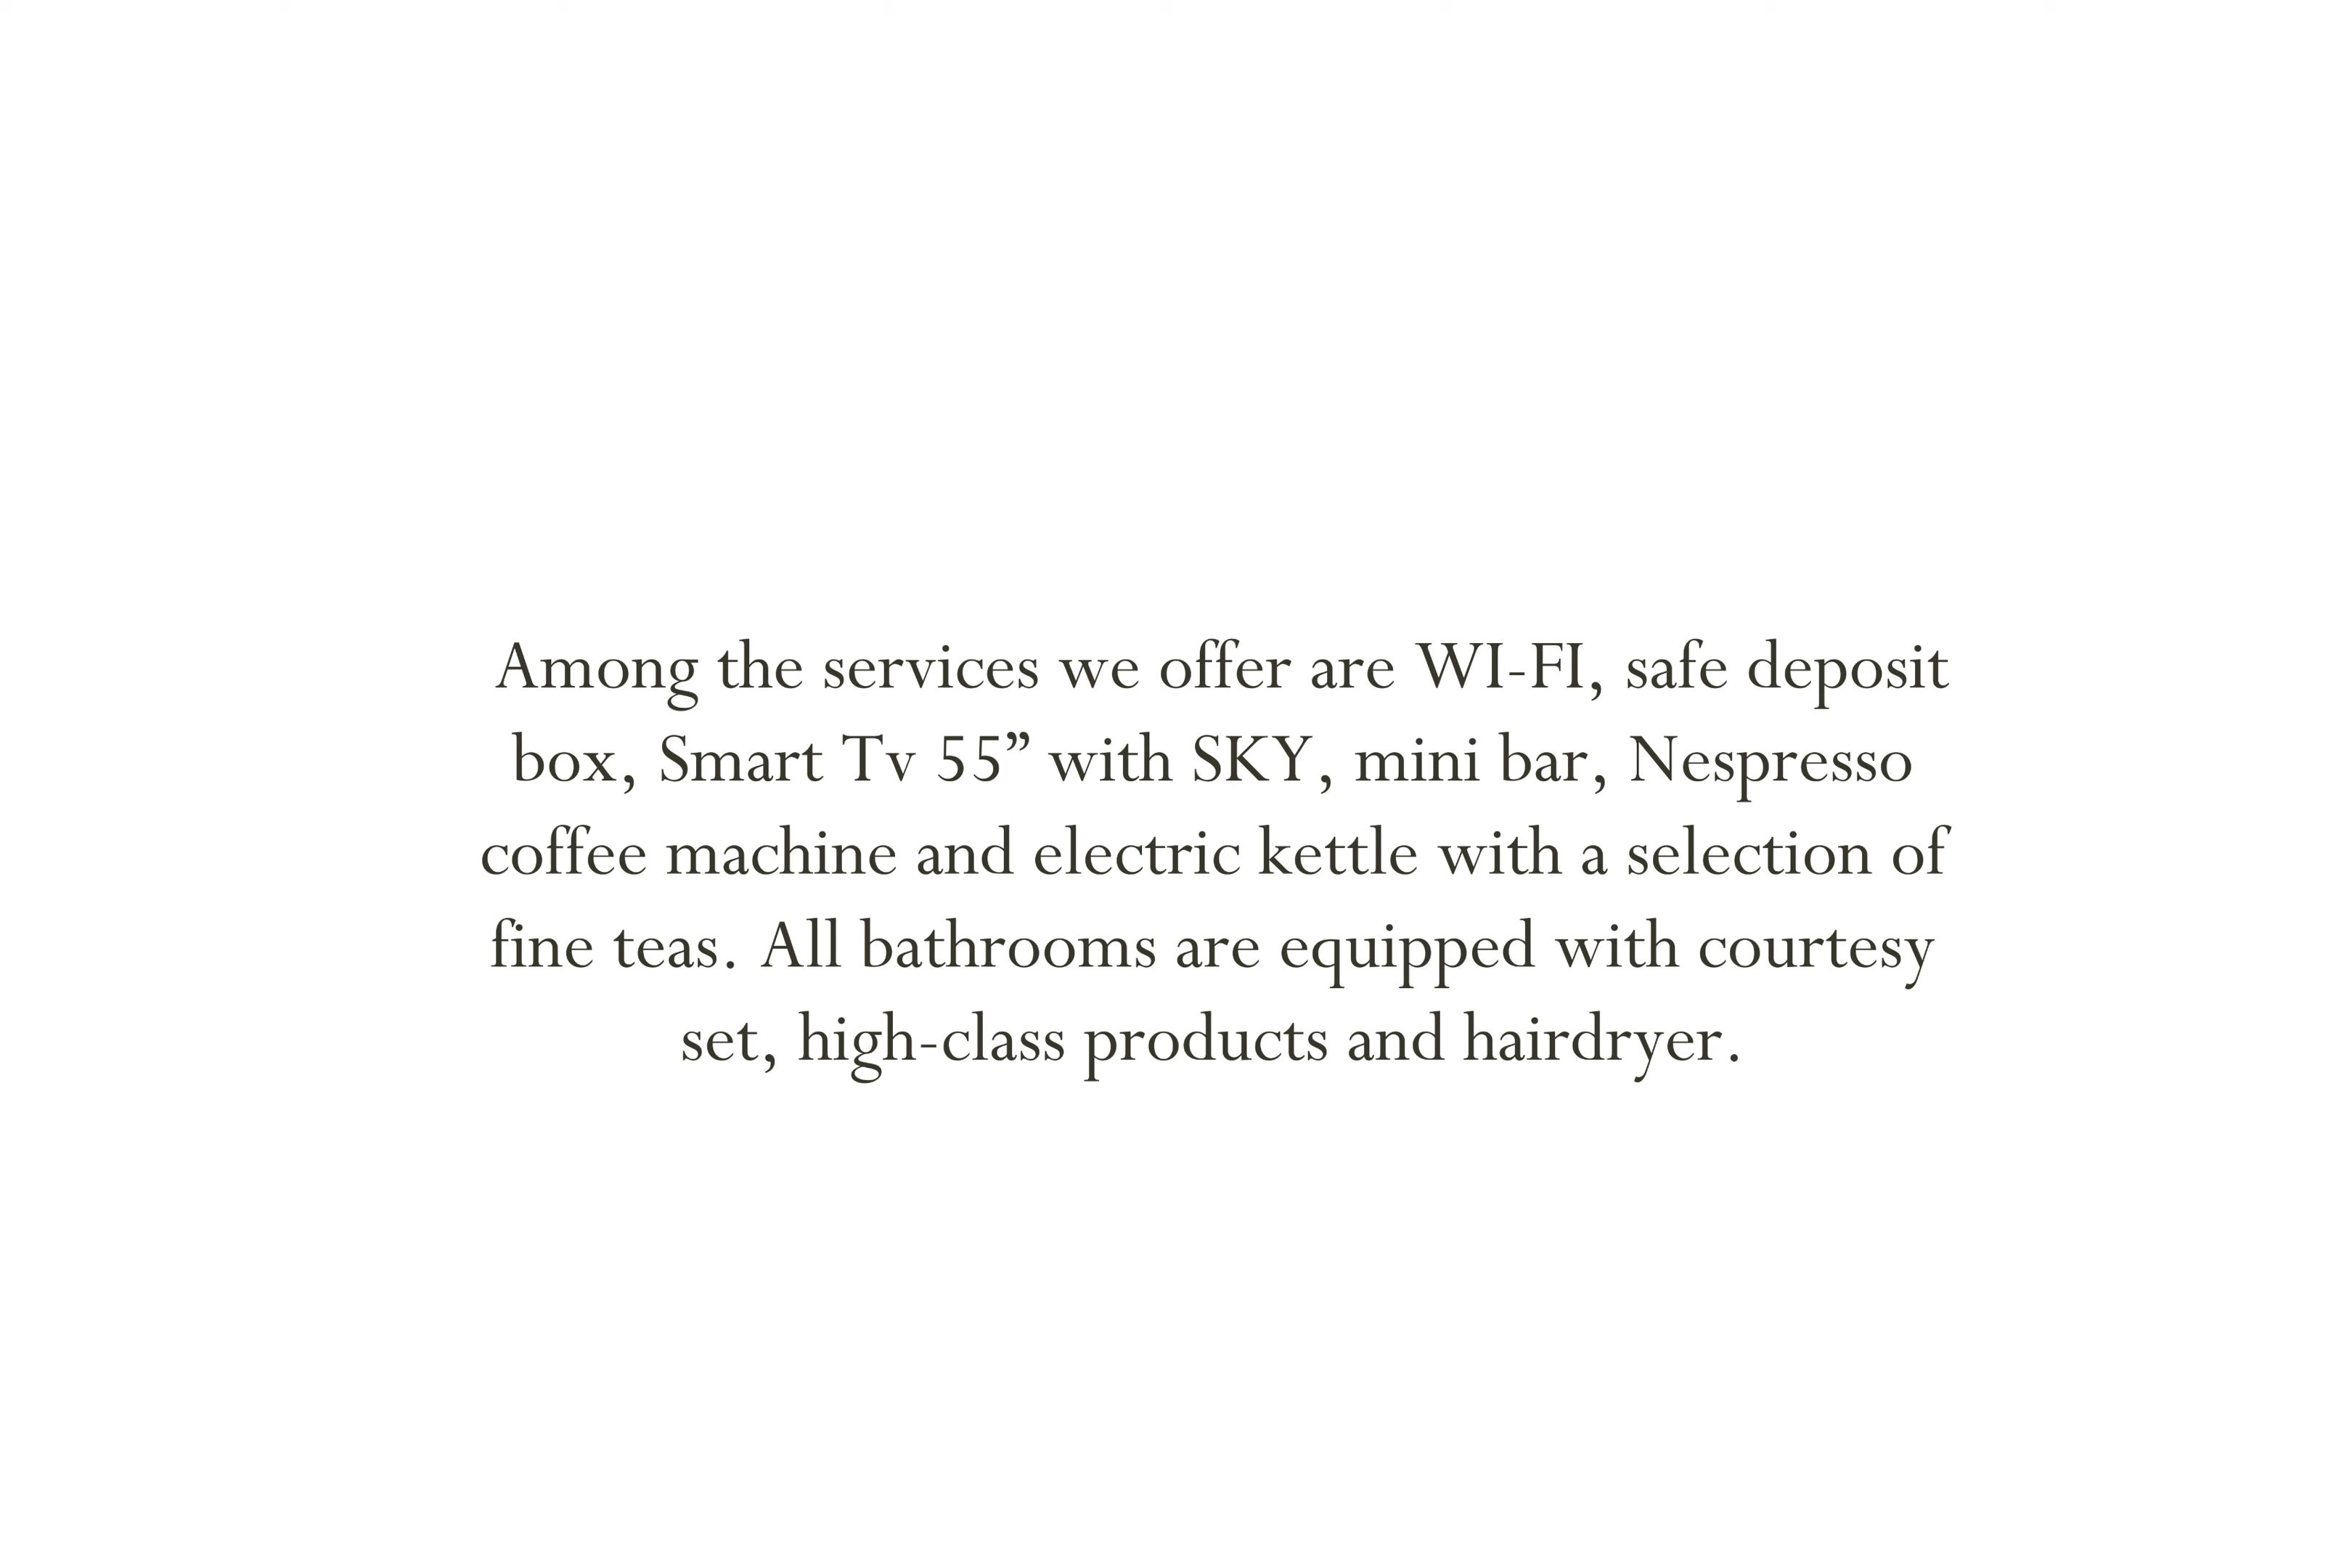 Among the services we offer are WI-FI, safe deposit
box, Smart Tv 55” with SKY, mini bar, Nespresso
coffee machine and electric kettle with a selection of
fine teas. All bathrooms are equipped with courtesy
set, high-class products and hairdryer.